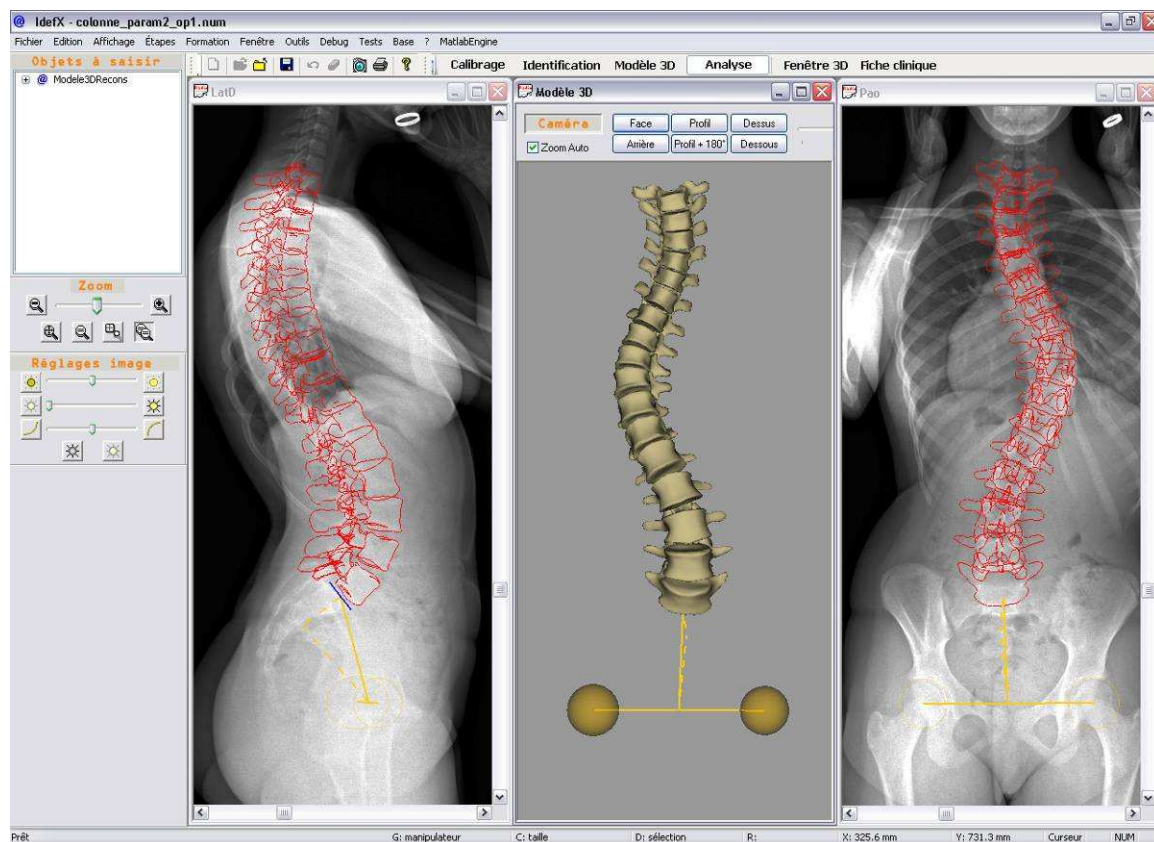 IdefX - colonne_param2_op1.num
Fichier Edition Affichage Étapes Formation Fenêtre Outils Debug Tests Base ? MatlabEngine
Objets à saisir
Calibrage Identification Modèle 3D Analyse Fenêtre 3D Fiche clinique
Modele3DRecons
LatD
Modèle 3D
Pao
Caméra
Face Profil Dessus
Zoom Auto
Arrière Profil + 180° Dessous
Zoom
Réglages image
Prêt G: manipulateur C: taille D: sélection R: X: 325.6 mm Y: 731.3 mm Curseur NUM